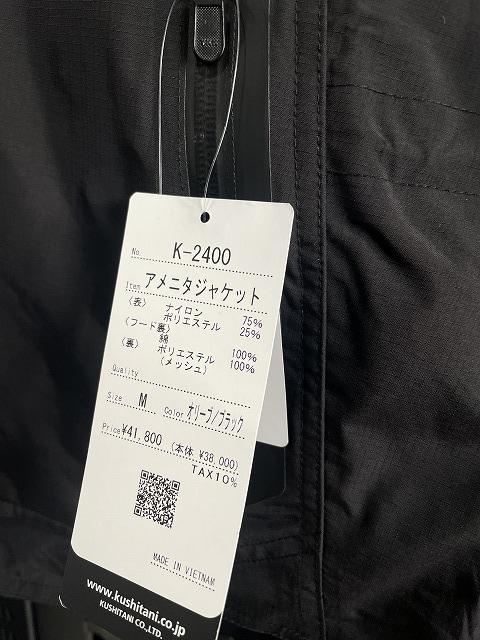 No. K-2400
Item アメニタジャケット
(表) ナイロン 75%
ポリエステル 25%
(フード裏) 綿 100%
(裏) ポリエステル 100%
(メッシュ)
Quality
Size M Color オリーブ/ブラック
Price ¥41,800 (本体 ¥38,000)
TAX10%
MADE IN VIETNAM
www.kushitani.co.jp
KUSHITANI CO.,LTD.